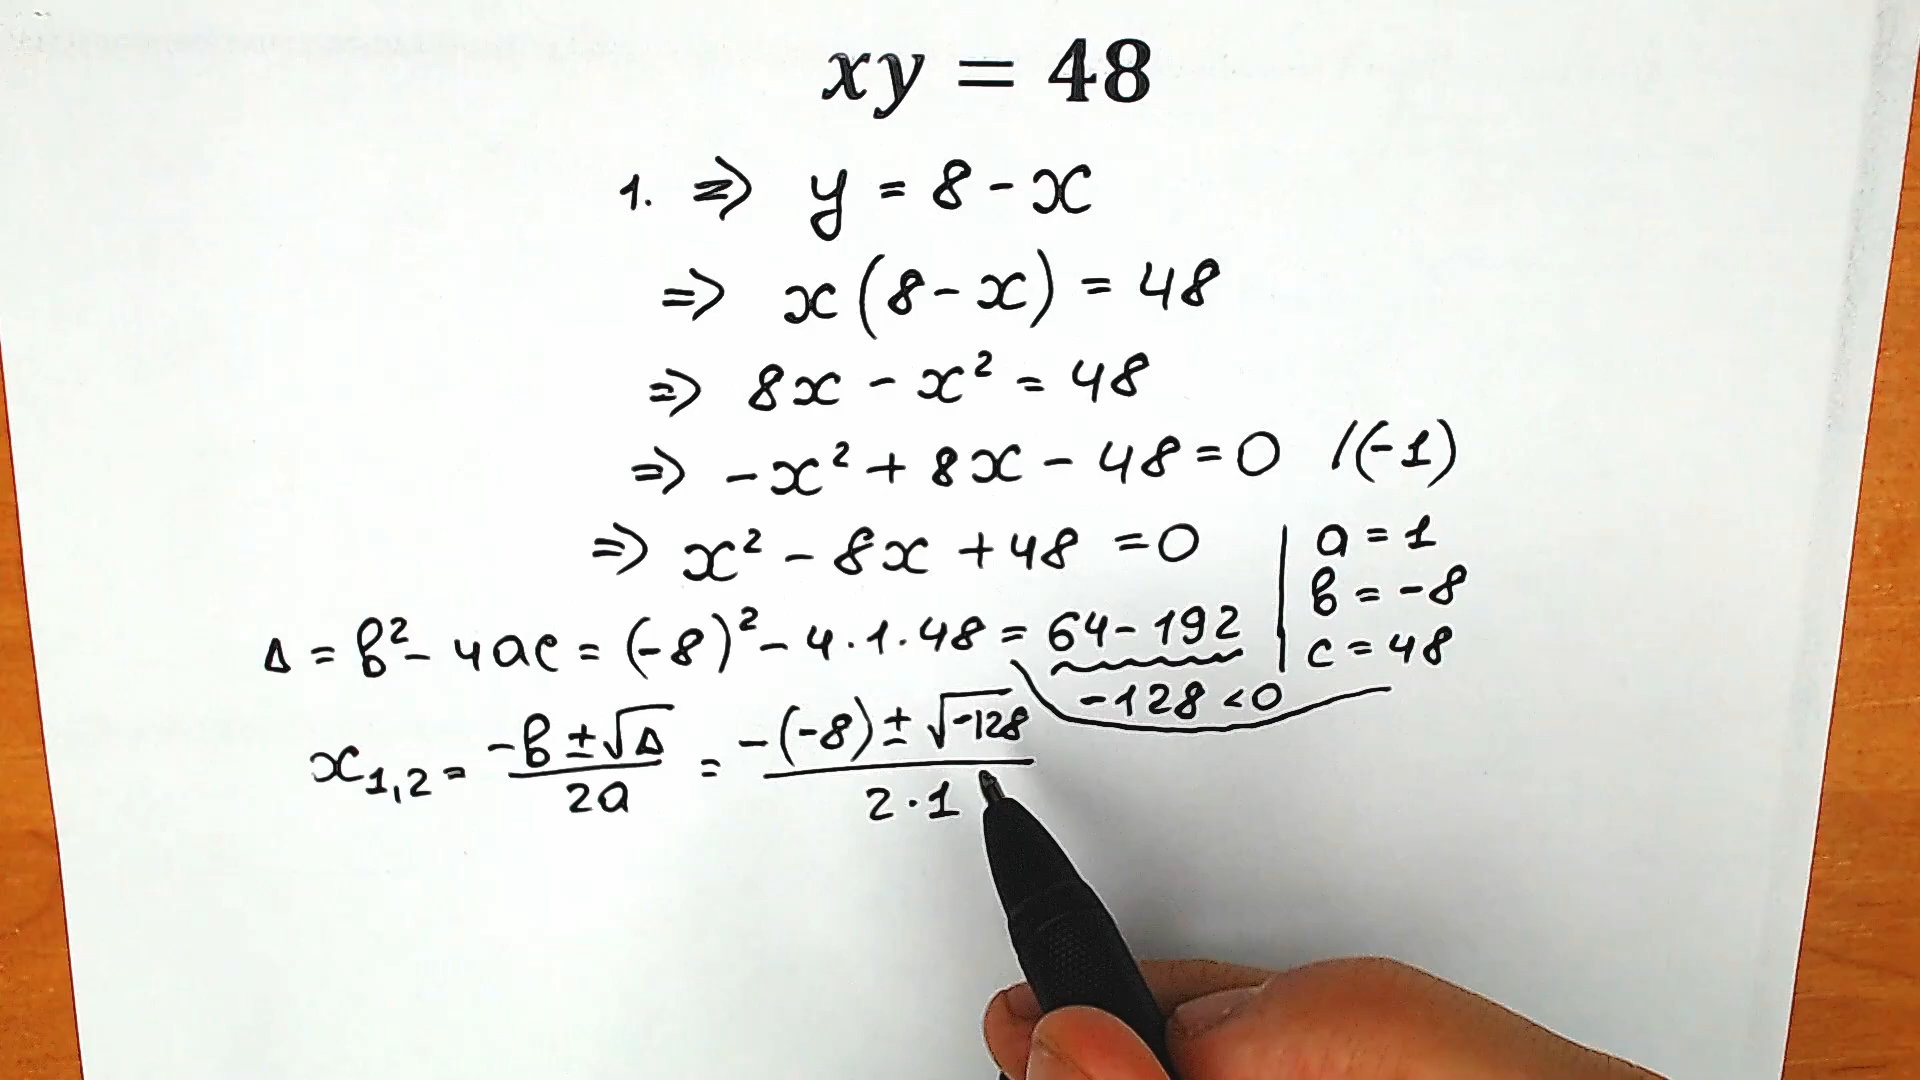 xy = 48
1. => y = 8 - x
=> x(8 - x) = 48
=> 8x - x² = 48
=> -x² + 8x - 48 = 0 /(-1)
=> x² - 8x + 48 = 0
a = 1
b = -8
c = 48
Δ = b² - 4ac = (-8)² - 4·1·48 = 64 - 192
-128 < 0
x₁,₂ = (-b ± √Δ)/(2a) = (-(-8) ± √-128)/(2·1)